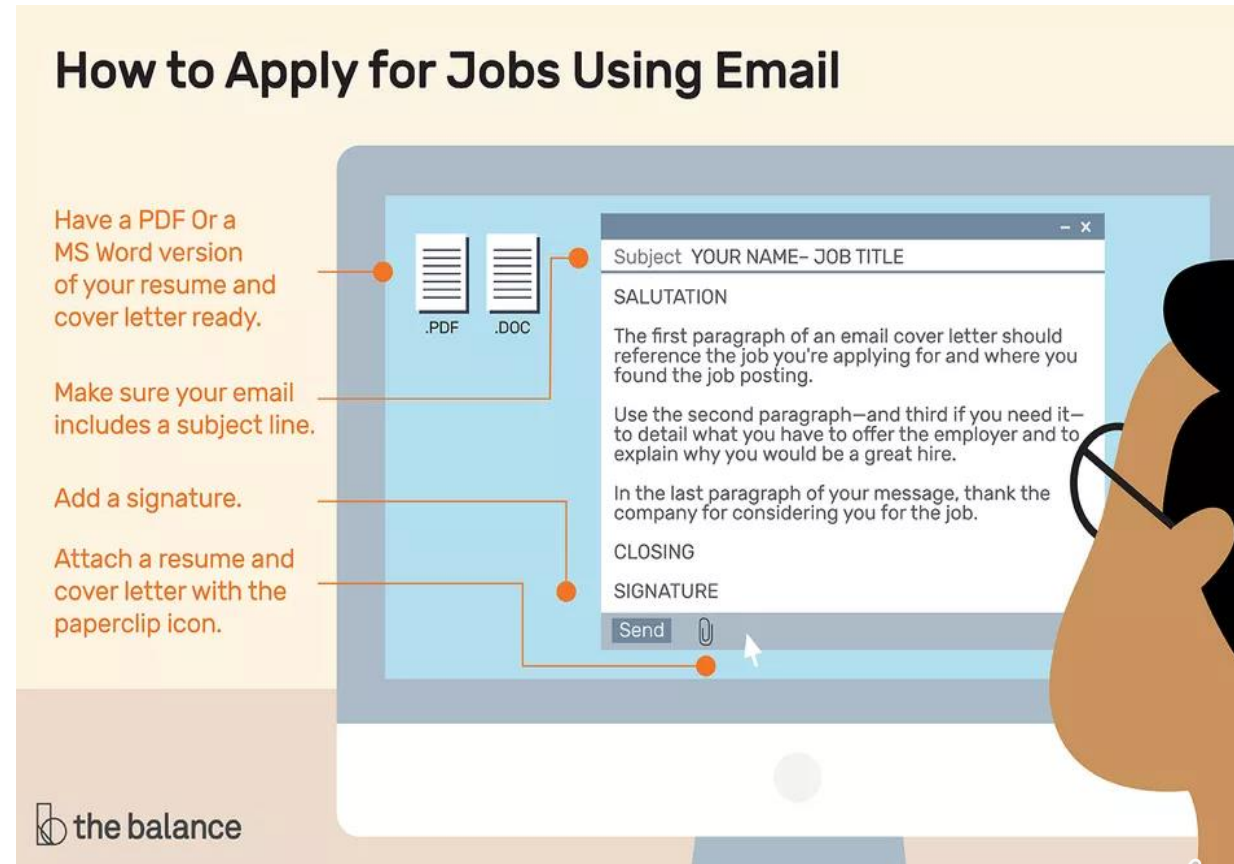 How to Apply for Jobs Using Email
Have a PDF Or a
MS Word version
of your resume and
cover letter ready.
Make sure your email
includes a subject line.
Add a signature.
Attach a resume and
cover letter with the
paperclip icon.
.PDF .DOC
– x
Subject YOUR NAME– JOB TITLE
SALUTATION
The first paragraph of an email cover letter should
reference the job you're applying for and where you
found the job posting.
Use the second paragraph—and third if you need it—
to detail what you have to offer the employer and to
explain why you would be a great hire.
In the last paragraph of your message, thank the
company for considering you for the job.
CLOSING
SIGNATURE
Send
the balance